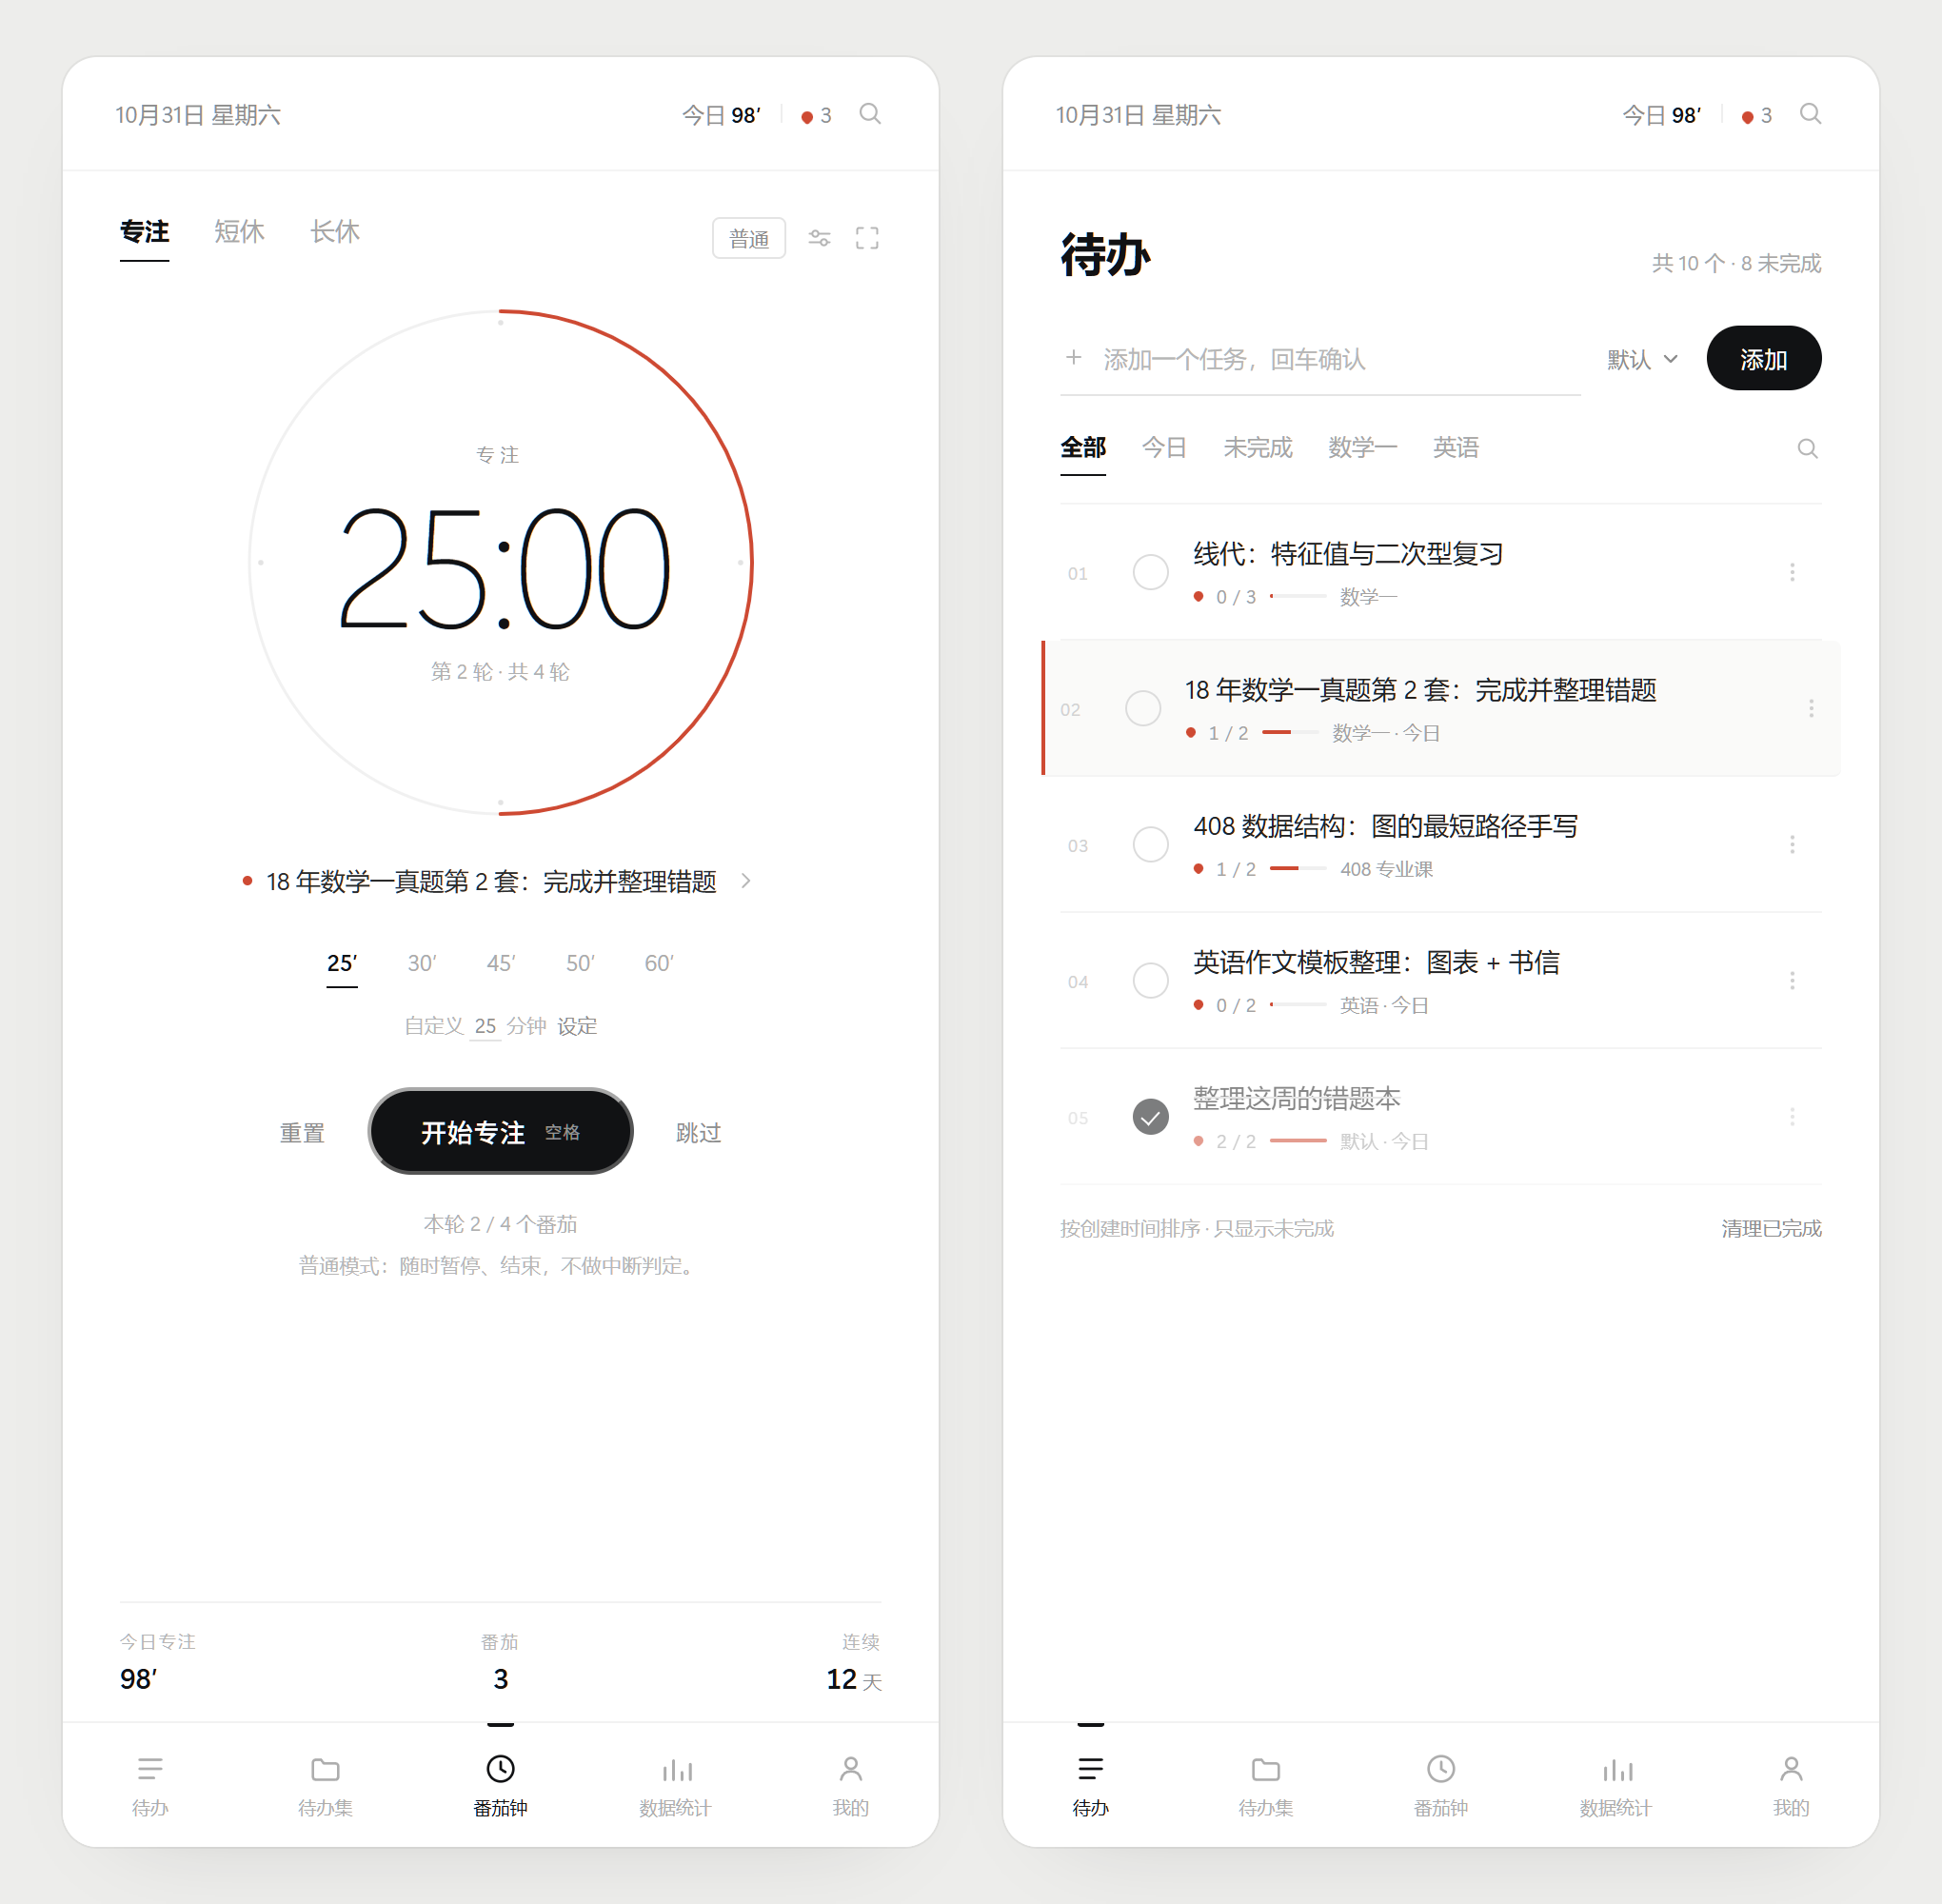 10月31日 星期六
今日 98′ 3
专注 短休 长休
普通
专注
25:00
第 2 轮 · 共 4 轮
18 年数学一真题第 2 套：完成并整理错题
25′ 30′ 45′ 50′ 60′
自定义 25 分钟 设定
重置 开始专注 空格 跳过
本轮 2 / 4 个番茄
普通模式：随时暂停、结束，不做中断判定。
今日专注 番茄 连续
98′ 3 12 天
待办 待办集 番茄钟 数据统计 我的
10月31日 星期六
今日 98′ 3
待办
共 10 个 · 8 未完成
添加一个任务，回车确认
默认
添加
全部 今日 未完成 数学一 英语
01
线代：特征值与二次型复习
0 / 3 数学一
02
18 年数学一真题第 2 套：完成并整理错题
1 / 2 数学一 · 今日
03
408 数据结构：图的最短路径手写
1 / 2 408 专业课
04
英语作文模板整理：图表 + 书信
0 / 2 英语 · 今日
05
整理这周的错题本
2 / 2 默认 · 今日
按创建时间排序 · 只显示未完成
清理已完成
待办 待办集 番茄钟 数据统计 我的